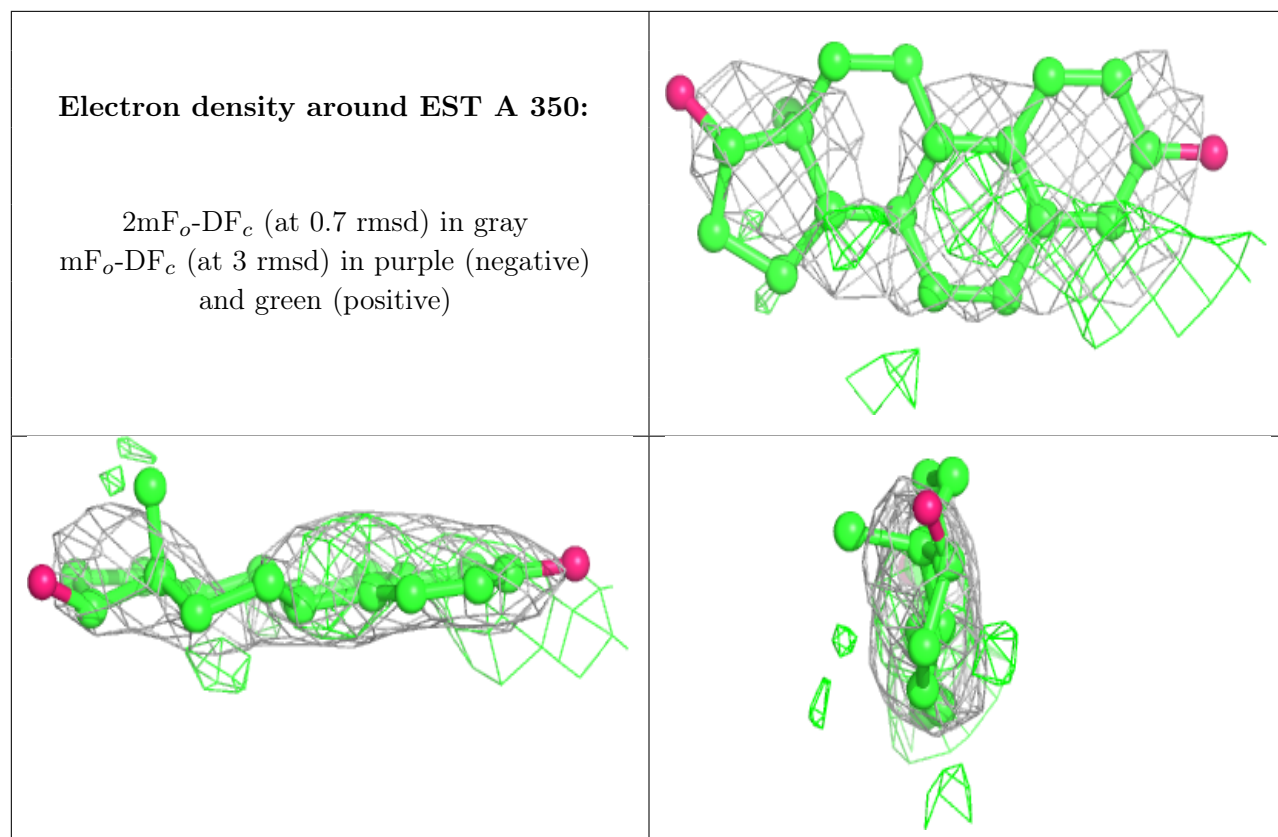 Electron density around EST A 350:
2mFo-DFc (at 0.7 rmsd) in gray
mFo-DFc (at 3 rmsd) in purple (negative)
and green (positive)